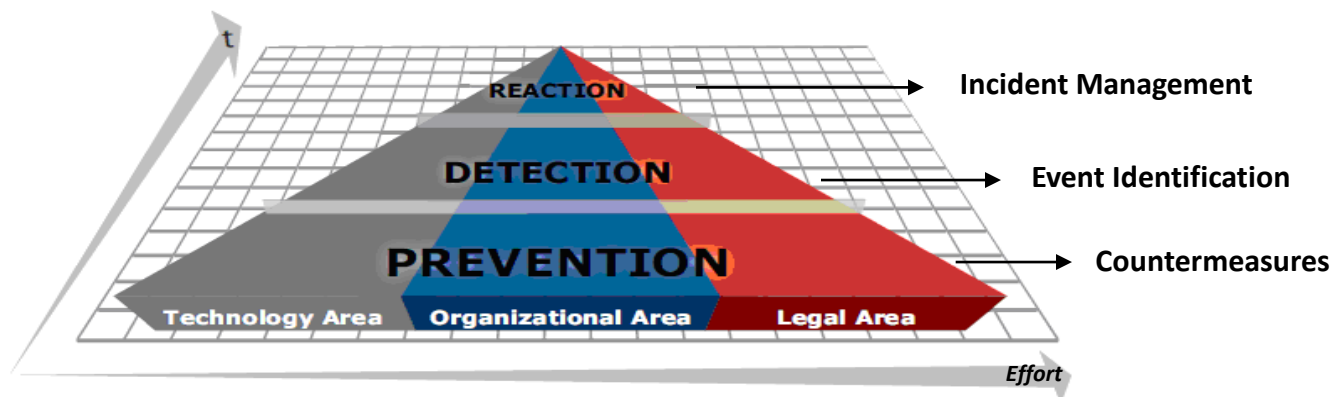 t
REACTION
Incident Management
DETECTION
Event Identification
PREVENTION
Countermeasures
Technology Area
Organizational Area
Legal Area
Effort